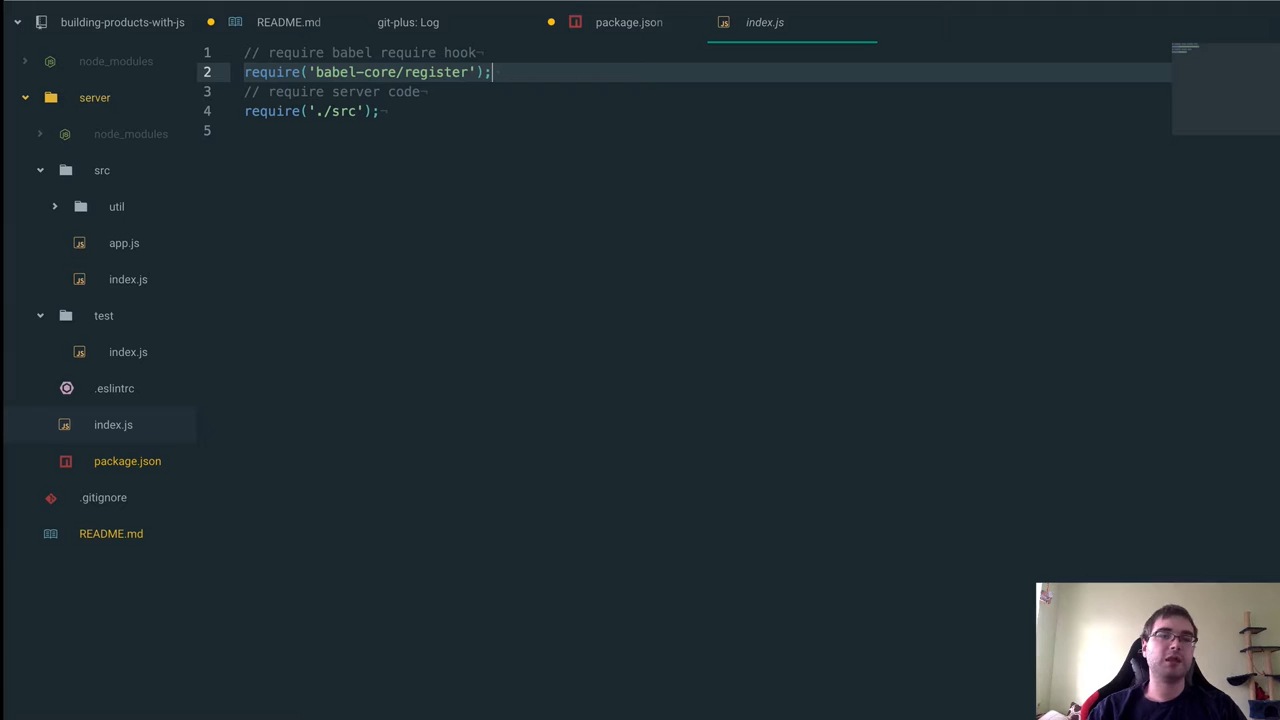 building-products-with-js
README.md
git-plus: Log
package.json
index.js
node_modules
server
node_modules
src
util
app.js
index.js
test
index.js
.eslintrc
index.js
package.json
.gitignore
README.md
1 // require babel require hook¬
2 require('babel-core/register');¬
3 // require server code¬
4 require('./src');¬
5